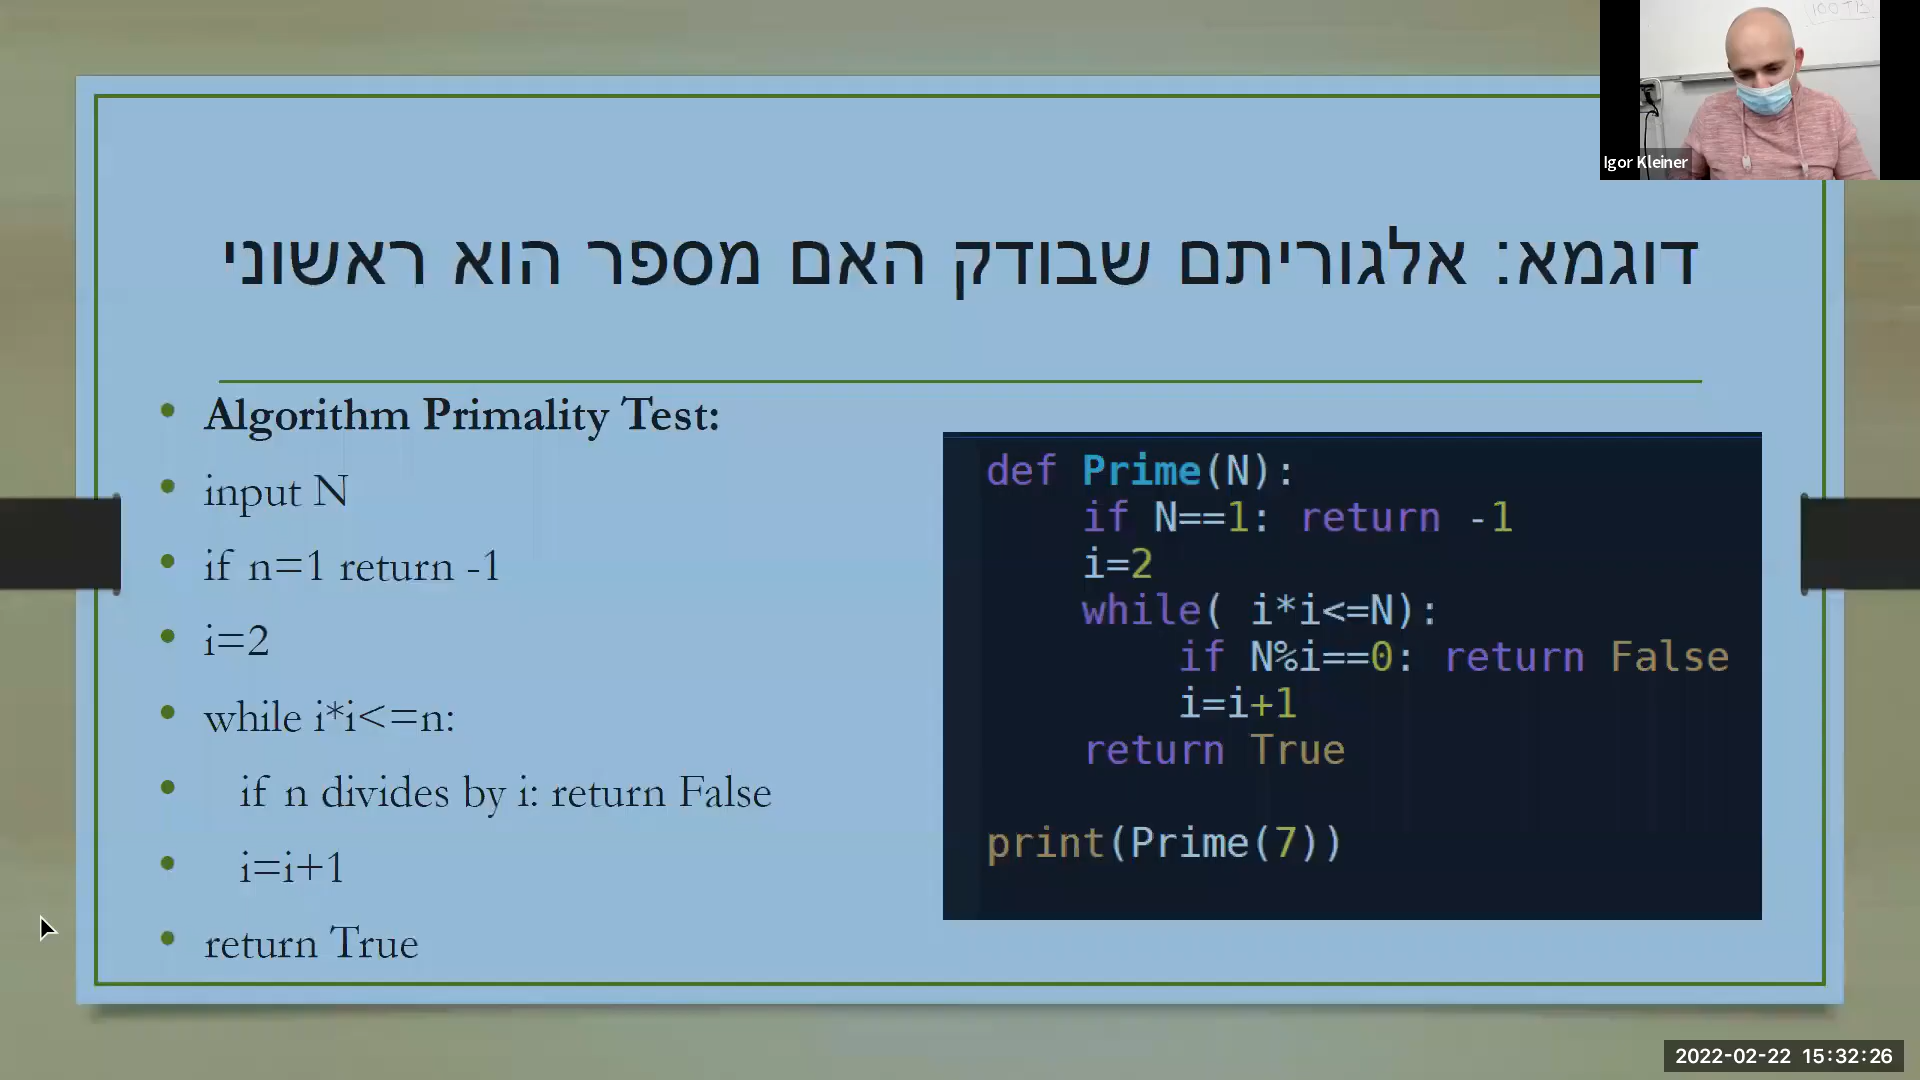 דוגמא: אלגוריתם שבודק האם מספר הוא ראשוני
Algorithm Primality Test:
input N
if n=1 return -1
i=2
while i*i<=n:
if n divides by i: return False
i=i+1
return True
def Prime(N):
if N==1: return -1
i=2
while( i*i<=N):
if N%i==0: return False
i=i+1
return True
print(Prime(7))
Igor Kleiner
2022-02-22 15:32:26